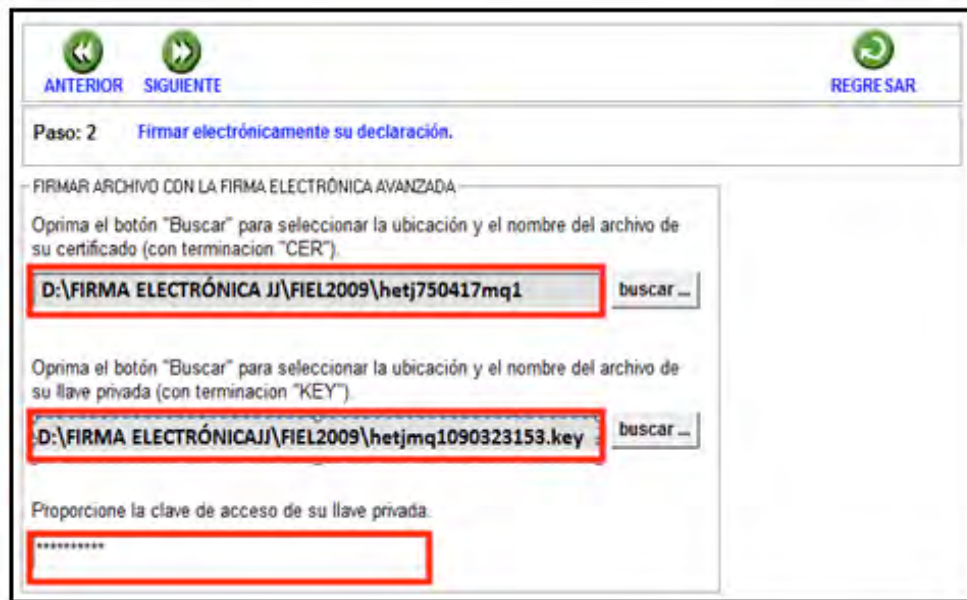 ANTERIOR SIGUIENTE REGRESAR
Paso: 2 Firmar electrónicamente su declaración.
FIRMAR ARCHIVO CON LA FIRMA ELECTRÓNICA AVANZADA
Oprima el botón "Buscar" para seleccionar la ubicación y el nombre del archivo de
su certificado (con terminacion "CER").
D:\FIRMA ELECTRÓNICA JJ\FIEL2009\hetj750417mq1 buscar ...
Oprima el botón "Buscar" para seleccionar la ubicación y el nombre del archivo de
su llave privada (con terminacion "KEY").
D:\FIRMA ELECTRÓNICAJJ\FIEL2009\hetjmq1090323153.key buscar ...
Proporcione la clave de acceso de su llave privada.
**********